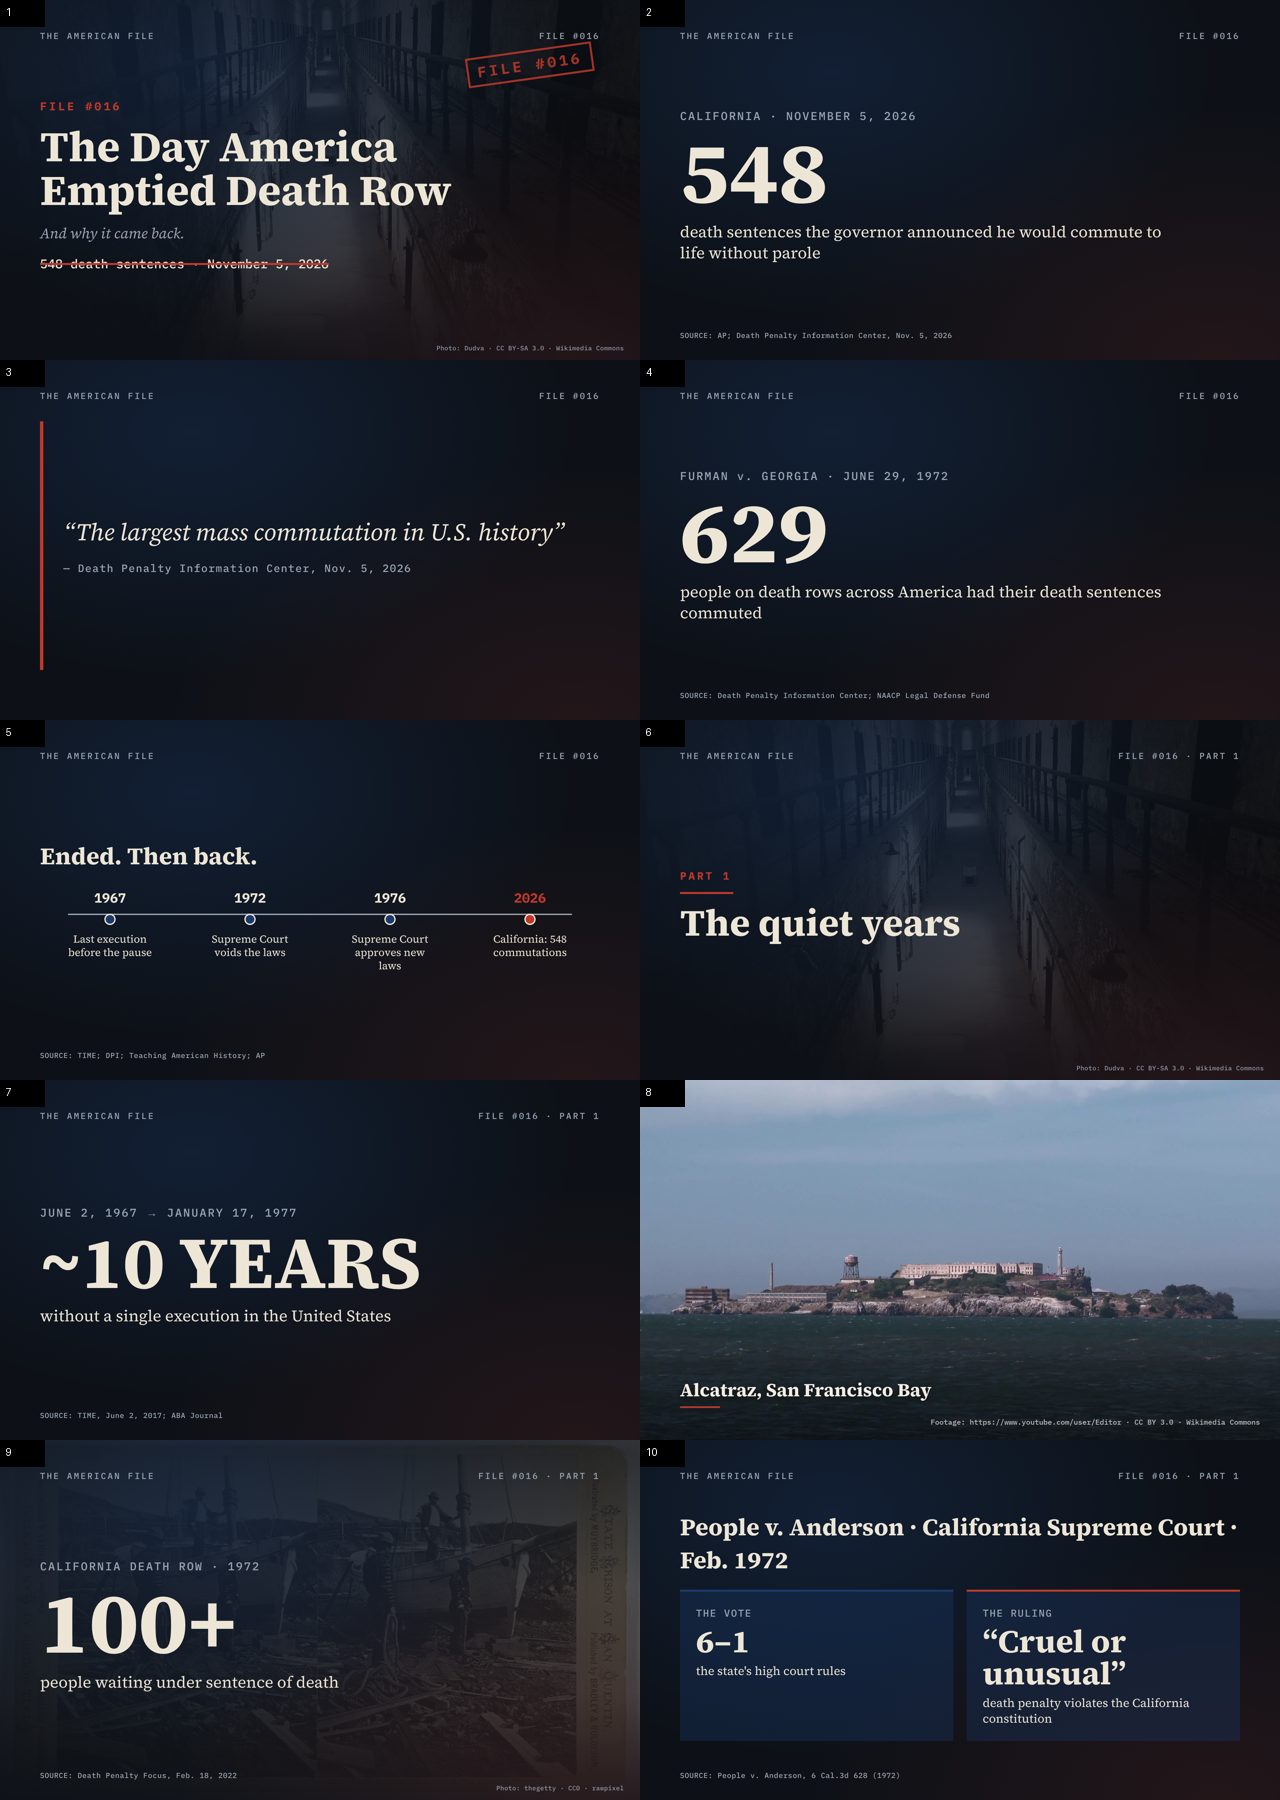 1
THE AMERICAN FILE
FILE #016
FILE #016
FILE #016
The Day America
Emptied Death Row
And why it came back.
548 death sentences · November 5, 2026
Photo: Dudva · CC BY-SA 3.0 · Wikimedia Commons
2
THE AMERICAN FILE
FILE #016
CALIFORNIA · NOVEMBER 5, 2026
548
death sentences the governor announced he would commute to
life without parole
SOURCE: AP; Death Penalty Information Center, Nov. 5, 2026
3
THE AMERICAN FILE
FILE #016
“The largest mass commutation in U.S. history”
— Death Penalty Information Center, Nov. 5, 2026
4
THE AMERICAN FILE
FILE #016
FURMAN v. GEORGIA · JUNE 29, 1972
629
people on death rows across America had their death sentences
commuted
SOURCE: Death Penalty Information Center; NAACP Legal Defense Fund
5
THE AMERICAN FILE
FILE #016
Ended. Then back.
1967
Last execution
before the pause
1972
Supreme Court
voids the laws
1976
Supreme Court
approves new
laws
2026
California: 548
commutations
SOURCE: TIME; DPI; Teaching American History; AP
6
THE AMERICAN FILE
FILE #016 · PART 1
PART 1
The quiet years
Photo: Dudva · CC BY-SA 3.0 · Wikimedia Commons
7
THE AMERICAN FILE
FILE #016 · PART 1
JUNE 2, 1967 → JANUARY 17, 1977
~10 YEARS
without a single execution in the United States
SOURCE: TIME, June 2, 2017; ABA Journal
8
Alcatraz, San Francisco Bay
Footage: https://www.youtube.com/user/Editor · CC BY 3.0 · Wikimedia Commons
9
THE AMERICAN FILE
FILE #016 · PART 1
CALIFORNIA DEATH ROW · 1972
100+
people waiting under sentence of death
SOURCE: Death Penalty Focus, Feb. 18, 2022
Photo: thegetty · CC0 · rawpixel
10
THE AMERICAN FILE
FILE #016 · PART 1
People v. Anderson · California Supreme Court ·
Feb. 1972
THE VOTE
6–1
the state's high court rules
THE RULING
“Cruel or
unusual”
death penalty violates the California
constitution
SOURCE: People v. Anderson, 6 Cal.3d 628 (1972)